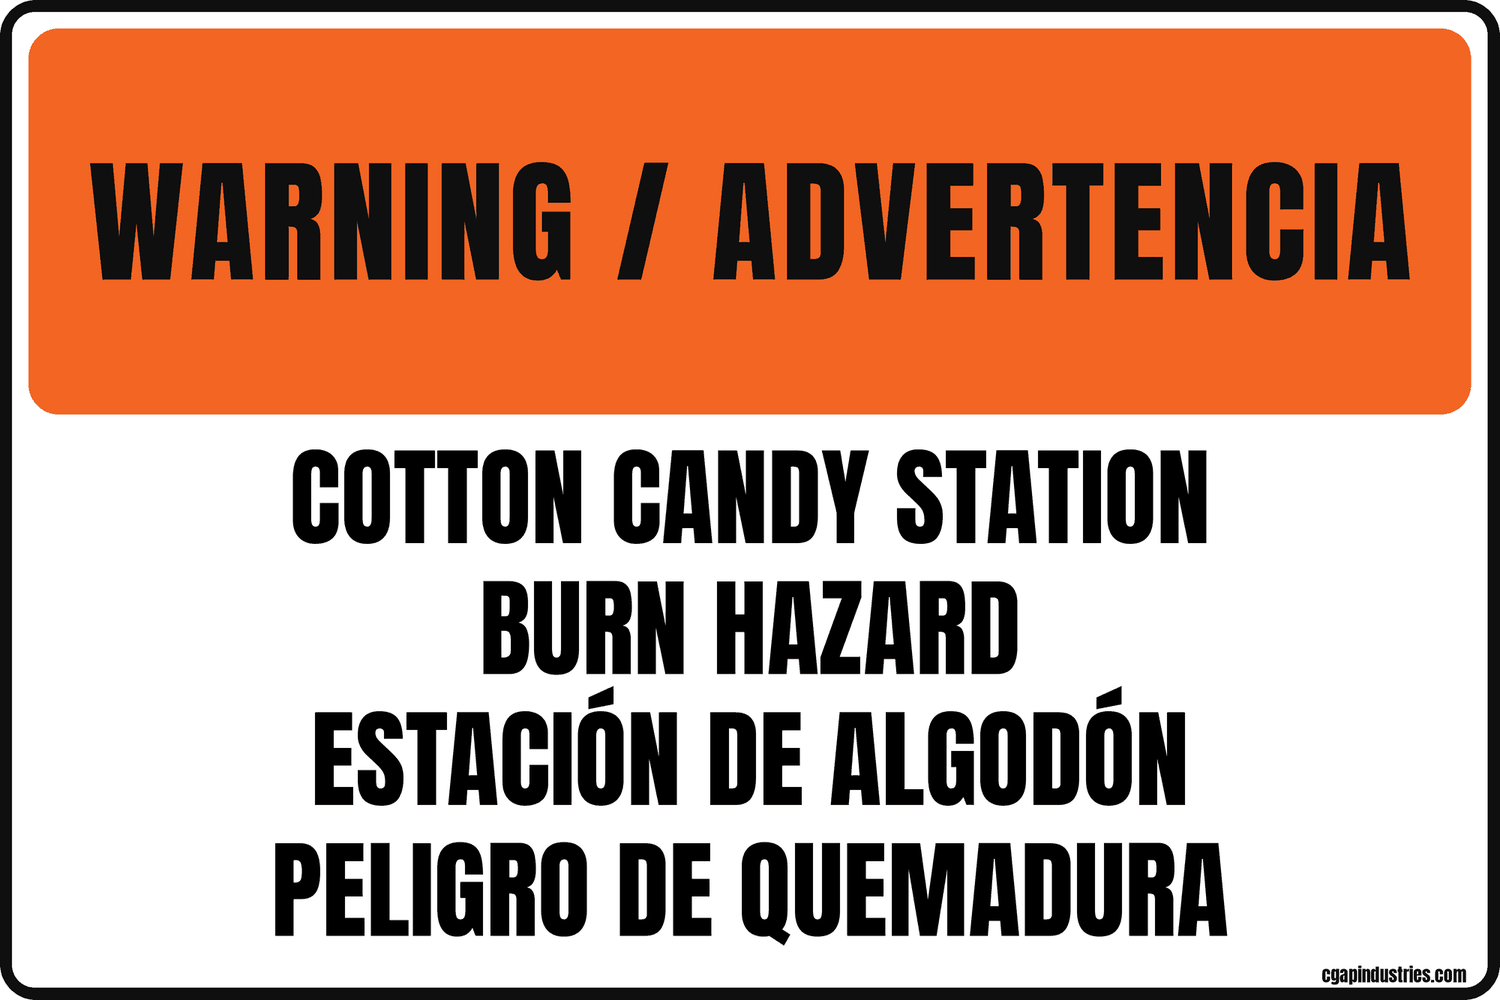 WARNING / ADVERTENCIA
COTTON CANDY STATION
BURN HAZARD
ESTACIÓN DE ALGODÓN
PELIGRO DE QUEMADURA
cgapindustries.com